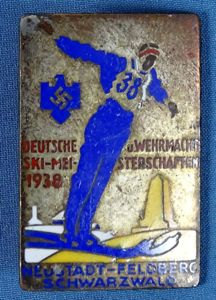 38
DEUTSCHE u. WEHRMACHT
SKI-MEI- STERSCHAFTEN
1938
NEUSTADT-FELDBERG
SCHWARZWALD